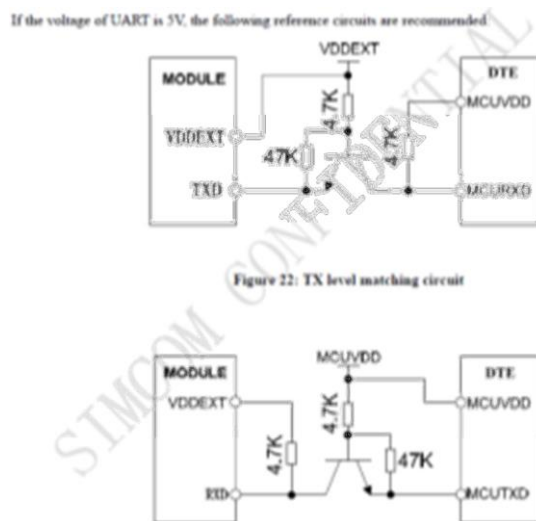 If the voltage of UART is 5V, the following reference circuits are recommended
VDDEXT
MODULE
DTE
MCUVDD
4.7K
4.7K
VDDEXT
47K
TXD
MCURXD
SIMCOM CONFIDENTIAL
Figure 22: TX level matching circuit
MCUVDD
MODULE
DTE
VDDEXT
MCUVDD
4.7K
4.7K
47K
RXD
MCUTXD